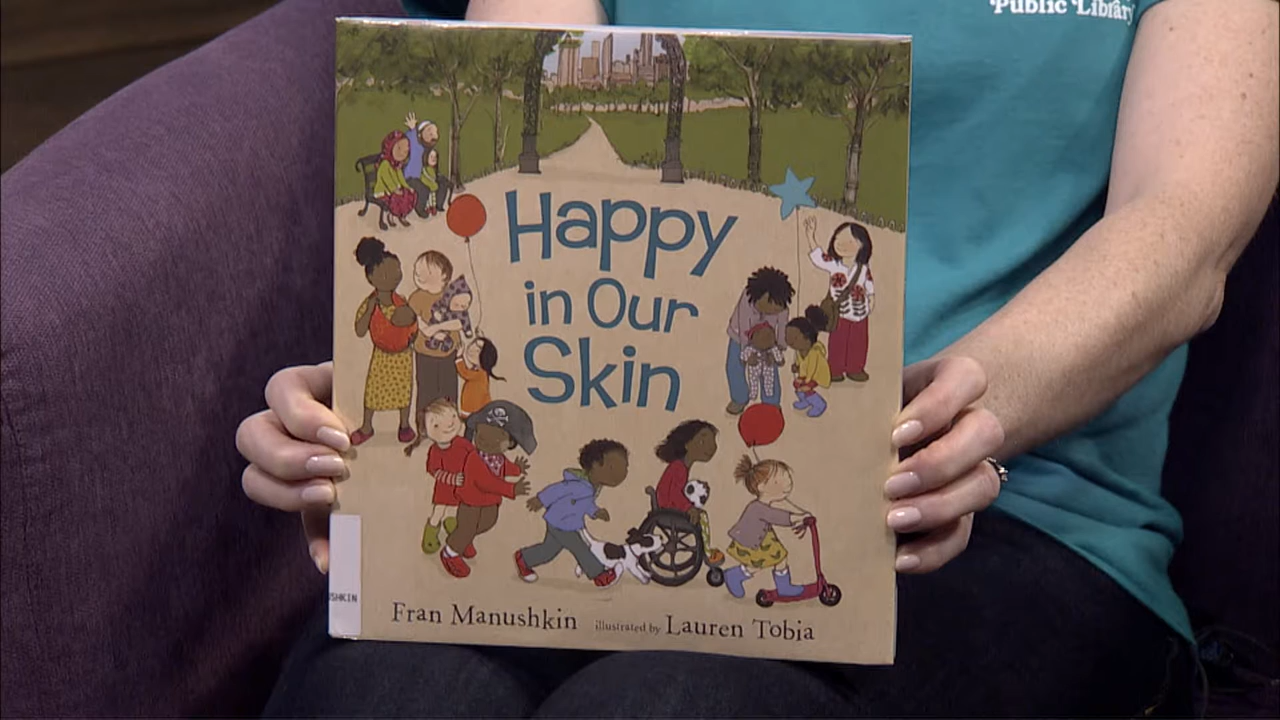 Public Library
Happy
in Our
Skin
SHKIN
Fran Manushkin illustrated by Lauren Tobia